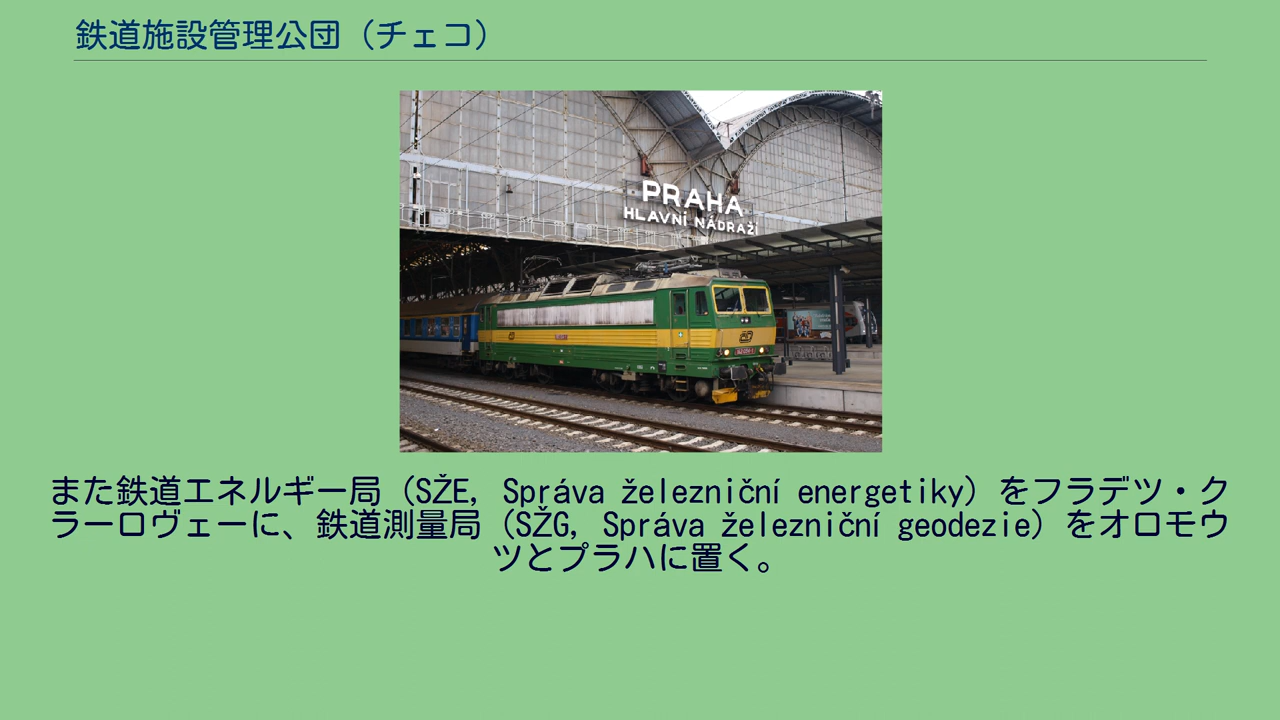 鉄道施設管理公団（チェコ）
PRAHA
HLAVNÍ NÁDRAŽÍ
また鉄道エネルギー局（SŽE, Správa železniční energetiky）をフラデツ・ク
ラーロヴェーに、鉄道測量局（SŽG, Správa železniční geodezie）をオロモウ
ツとプラハに置く。